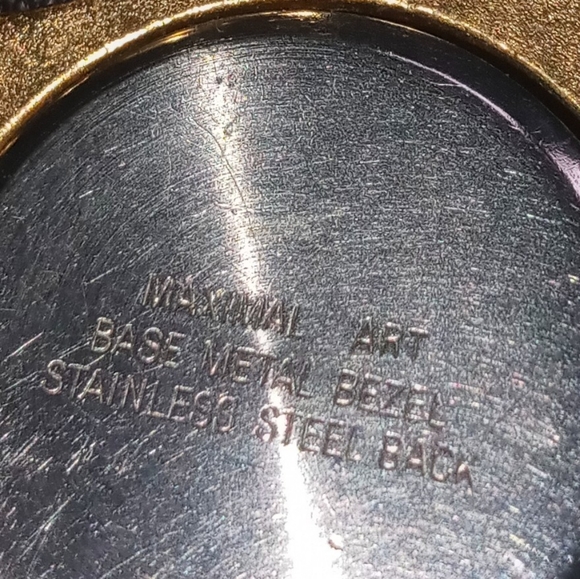 MAXIMAL ART
BASE METAL BEZEL
STAINLESS STEEL BACK